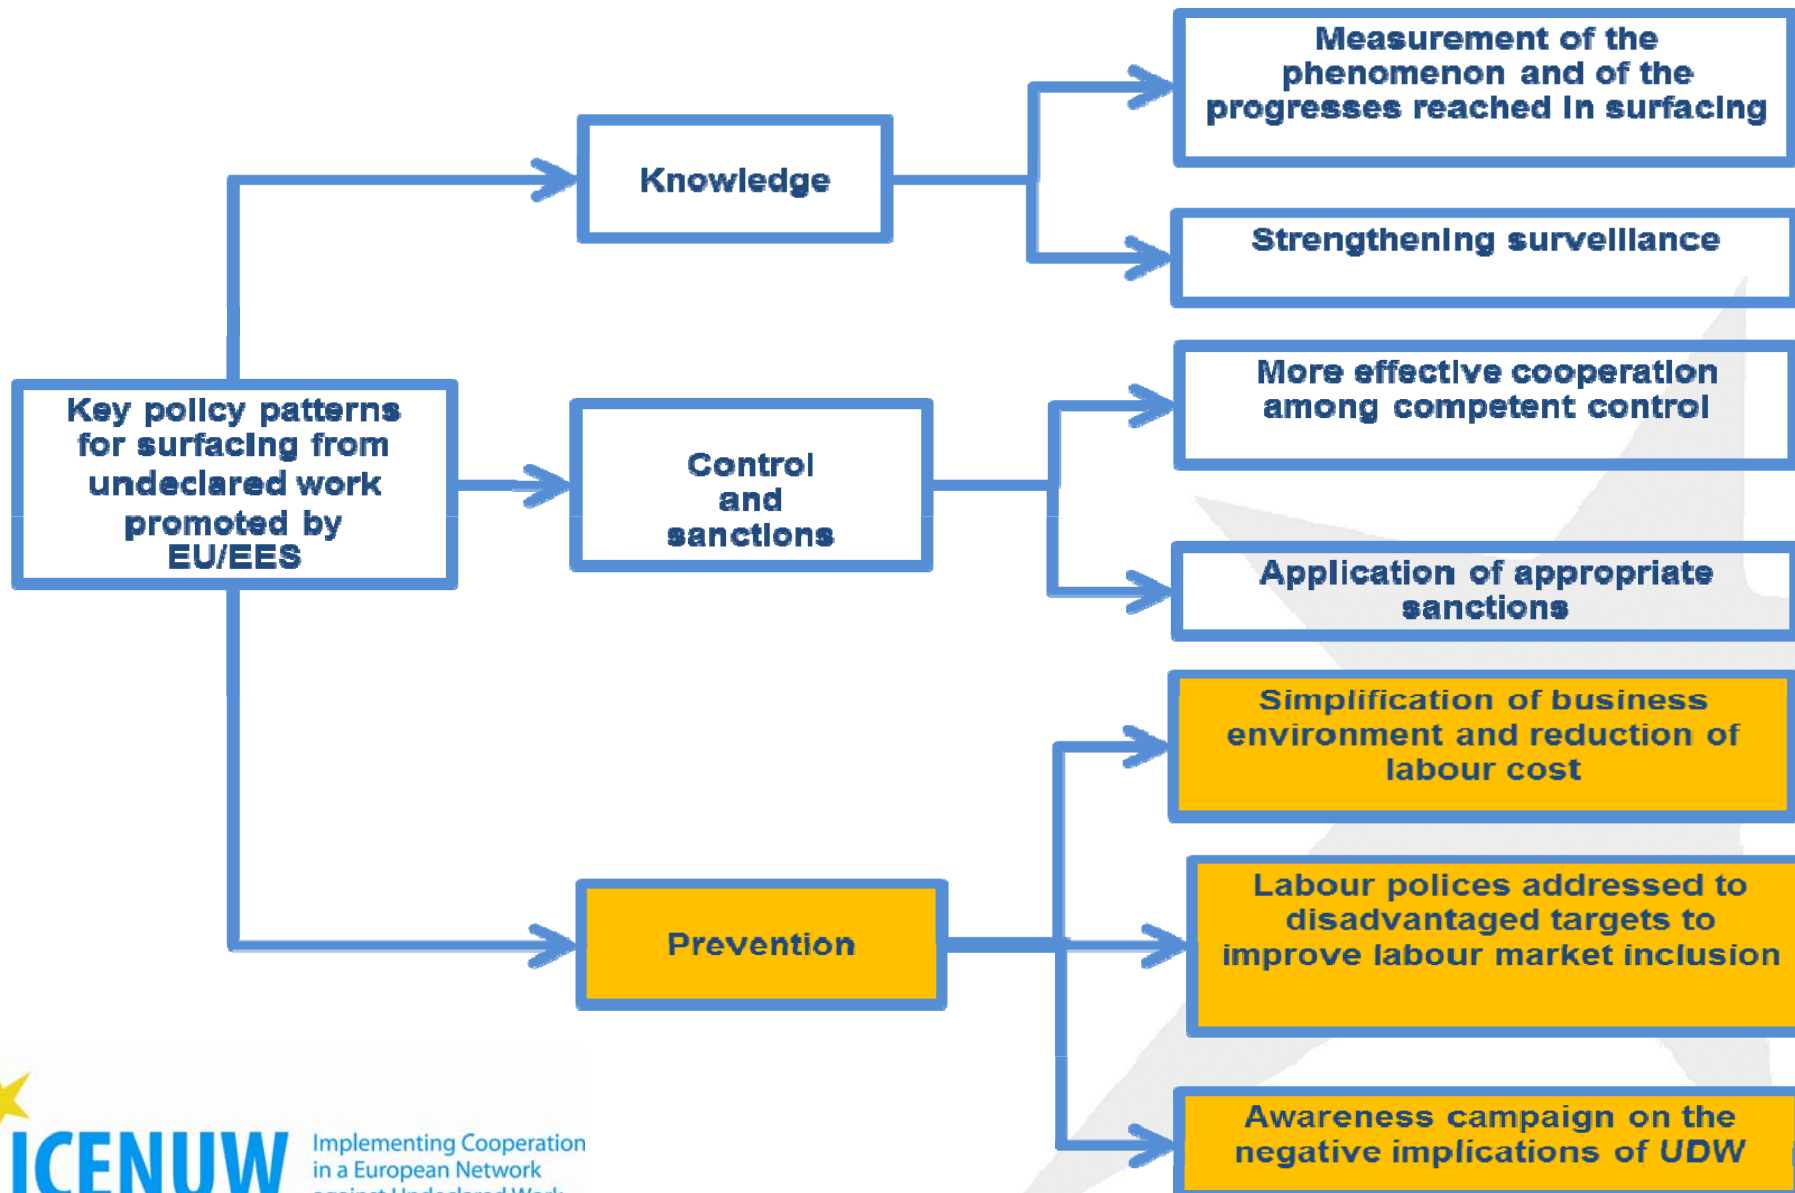 Measurement of the
phenomenon and of the
progresses reached in surfacing
Knowledge
Strengthening surveillance
Key policy patterns
for surfacing from
undeclared work
promoted by
EU/EES
More effective cooperation
among competent control
Control
and
sanctions
Application of appropriate
sanctions
Simplification of business
environment and reduction of
labour cost
Prevention
Labour polices addressed to
disadvantaged targets to
improve labour market inclusion
Awareness campaign on the
negative implications of UDW
ICENUW
Implementing Cooperation
in a European Network
against Undeclared Work